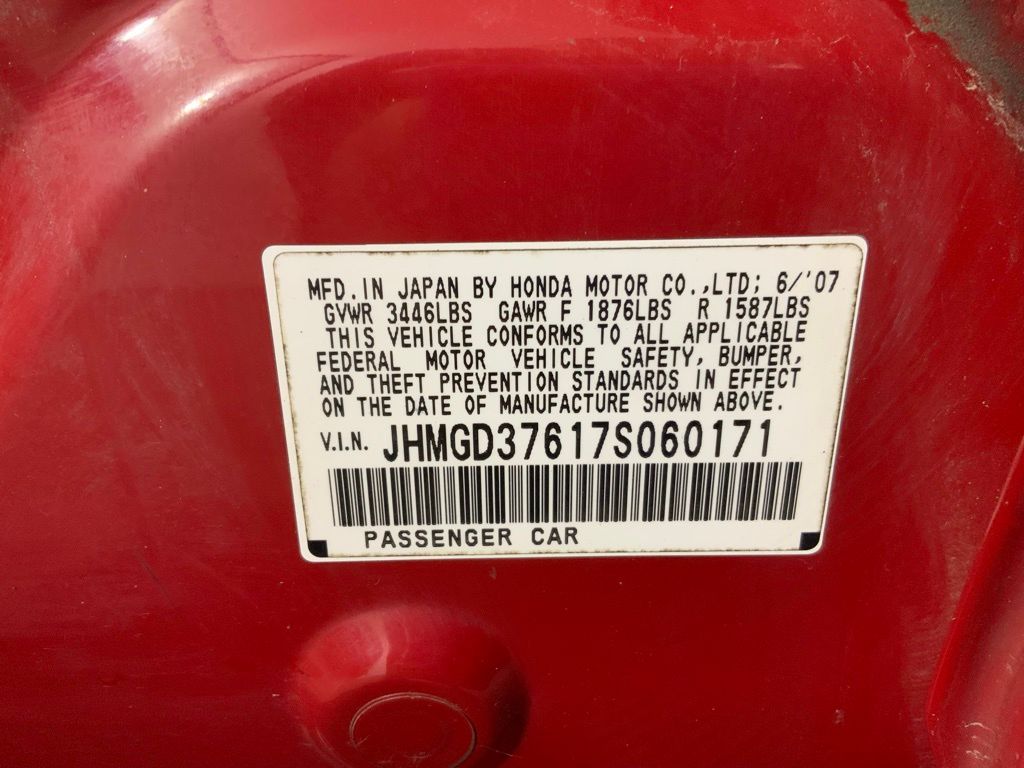 MFD.IN JAPAN BY HONDA MOTOR CO.,LTD; 6/'07
GVWR 3446LBS GAWR F 1876LBS R 1587LBS
THIS VEHICLE CONFORMS TO ALL APPLICABLE
FEDERAL MOTOR VEHICLE SAFETY, BUMPER,
AND THEFT PREVENTION STANDARDS IN EFFECT
ON THE DATE OF MANUFACTURE SHOWN ABOVE.
V.I.N. JHMGD37617S060171
PASSENGER CAR